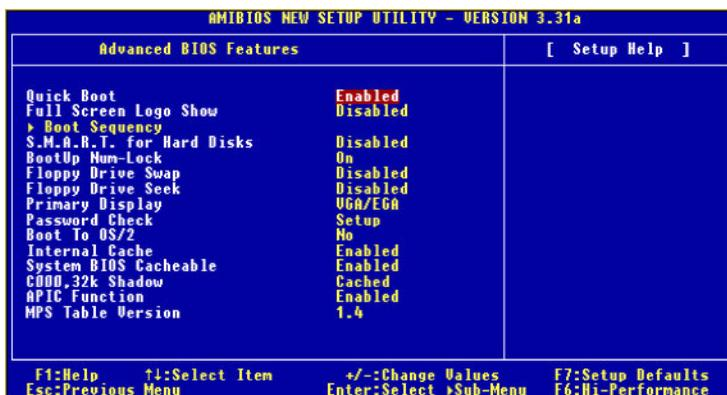 AMIBIOS NEW SETUP UTILITY - VERSION 3.31a
Advanced BIOS Features
[ Setup Help ]
Quick Boot Enabled
Full Screen Logo Show Disabled
▸ Boot Sequency
S.M.A.R.T. for Hard Disks Disabled
BootUp Num-Lock On
Floppy Drive Swap Disabled
Floppy Drive Seek Disabled
Primary Display VGA/EGA
Password Check Setup
Boot To OS/2 No
Internal Cache Enabled
System BIOS Cacheable Enabled
C000,32k Shadow Cached
APIC Function Enabled
MPS Table Version 1.4
F1:Help ↑↓:Select Item +/-:Change Values F7:Setup Defaults
Esc:Previous Menu Enter:Select ▸Sub-Menu F6:Hi-Performance